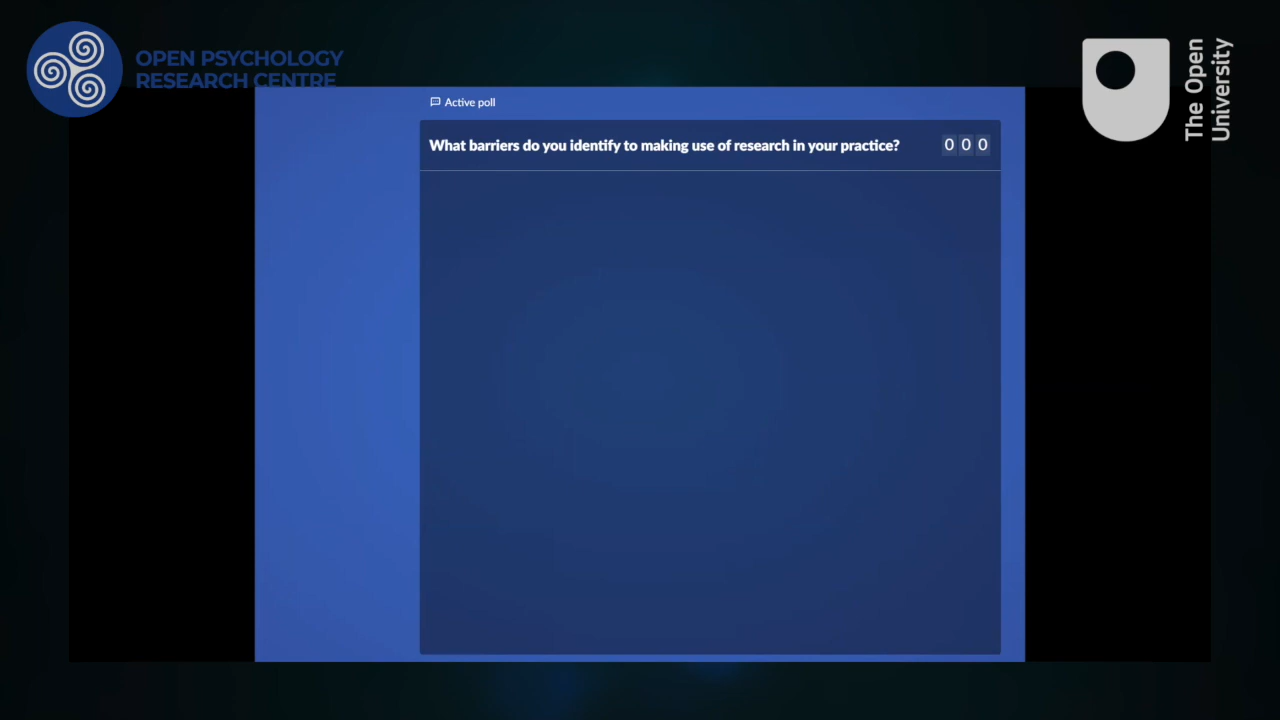 OPEN PSYCHOLOGY
RESEARCH CENTRE
The Open
University
Active poll
What barriers do you identify to making use of research in your practice?
0 0 0